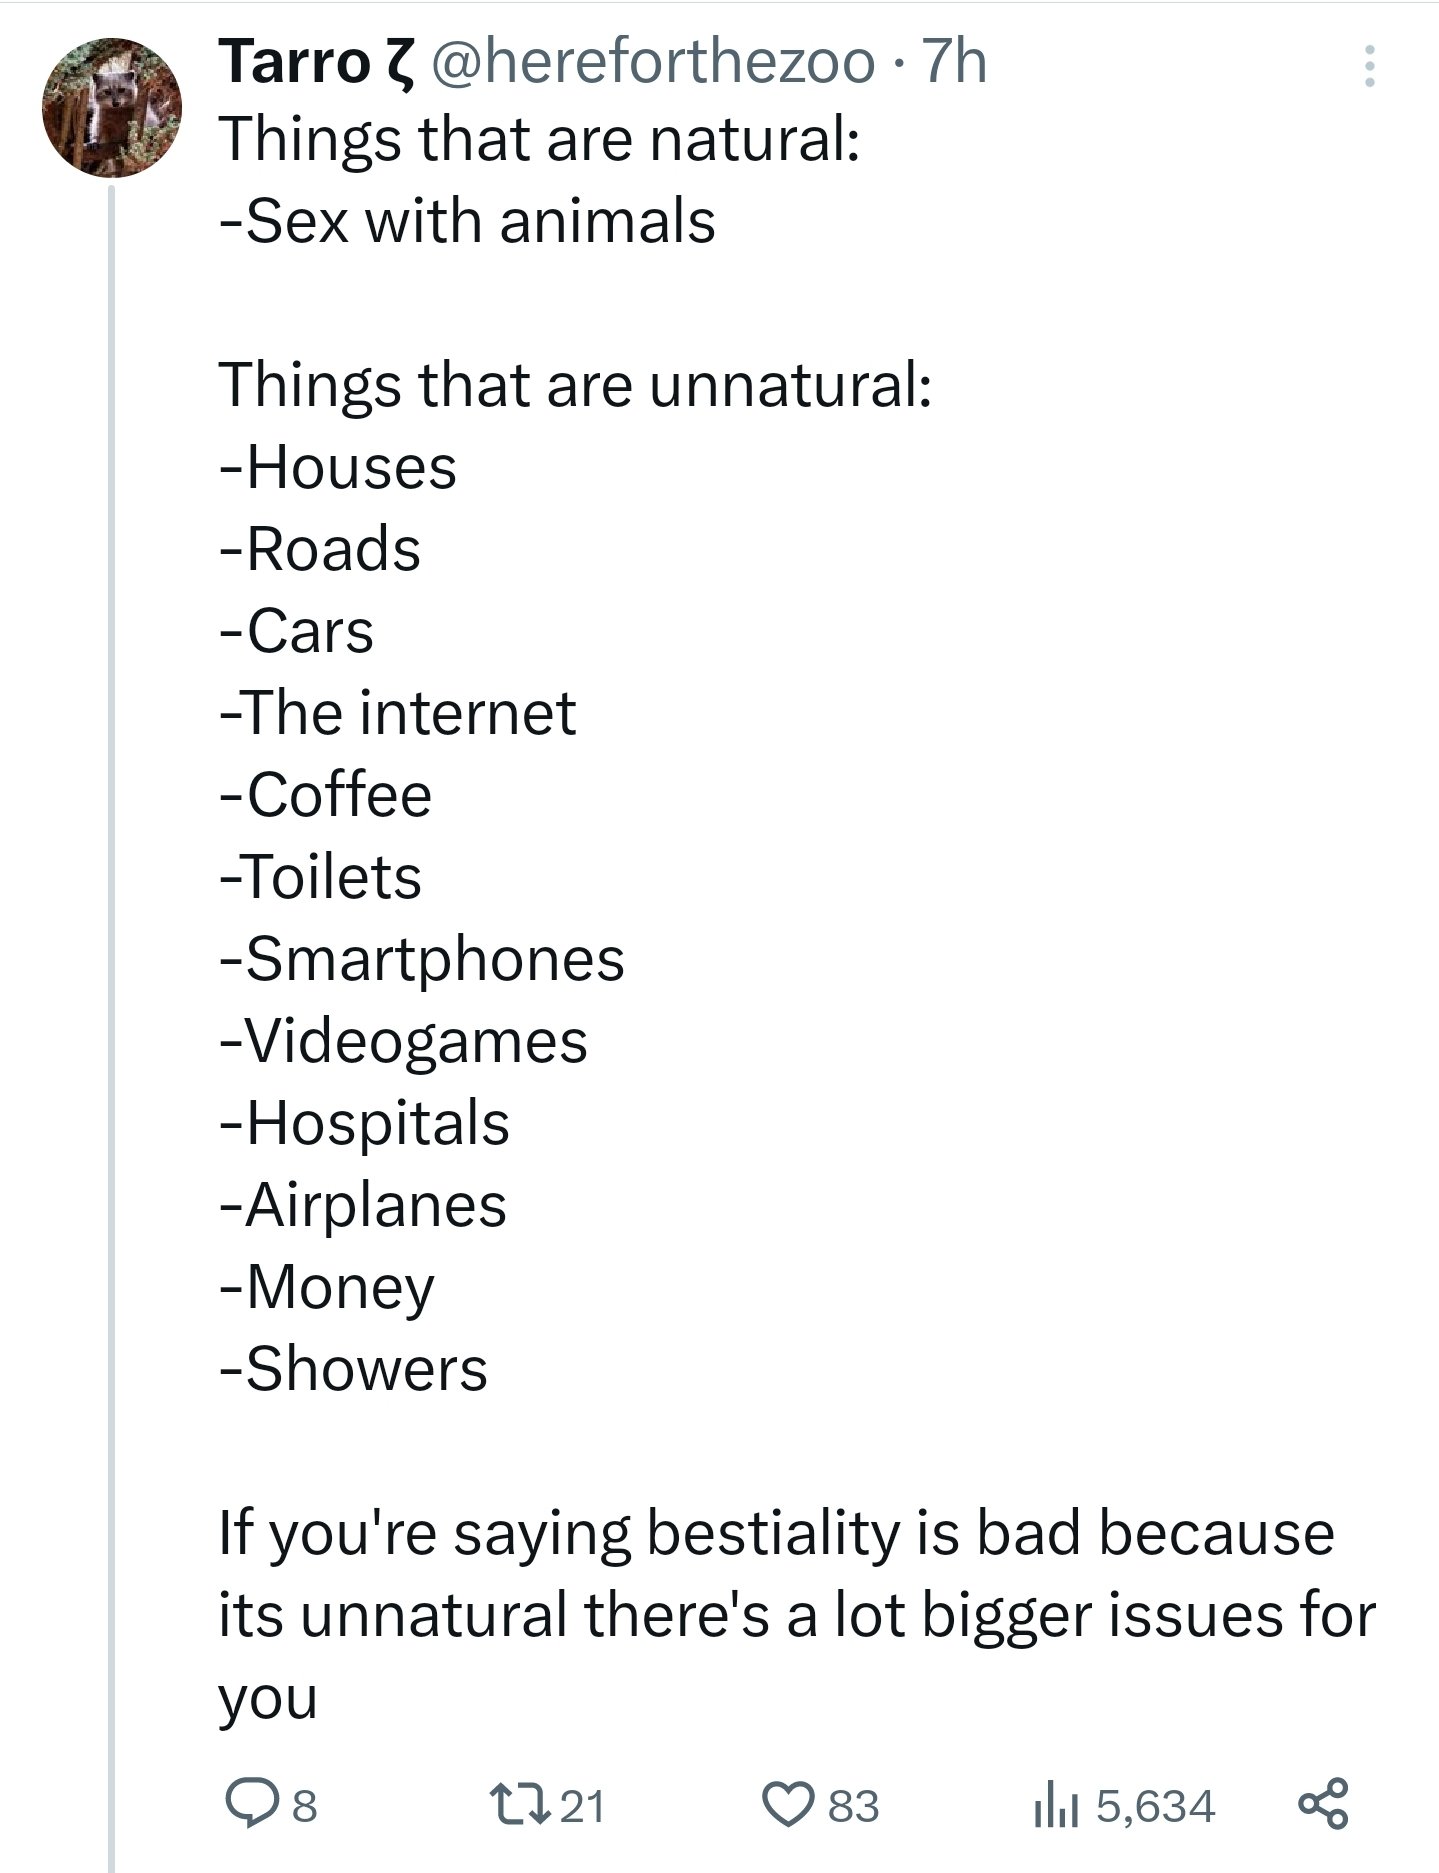 Tarro ζ @hereforthezoo · 7h
Things that are natural:
-Sex with animals
Things that are unnatural:
-Houses
-Roads
-Cars
-The internet
-Coffee
-Toilets
-Smartphones
-Videogames
-Hospitals
-Airplanes
-Money
-Showers
If you're saying bestiality is bad because
its unnatural there's a lot bigger issues for
you
8 21 83 5,634